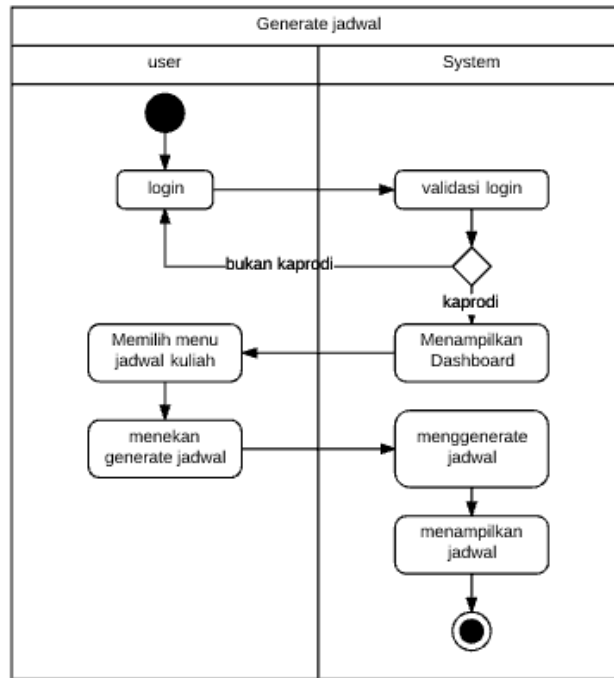 Generate jadwal
user
System
login
validasi login
bukan kaprodi
kaprodi
Memilih menu
jadwal kuliah
Menampilkan
Dashboard
menekan
generate jadwal
menggenerate
jadwal
menampilkan
jadwal